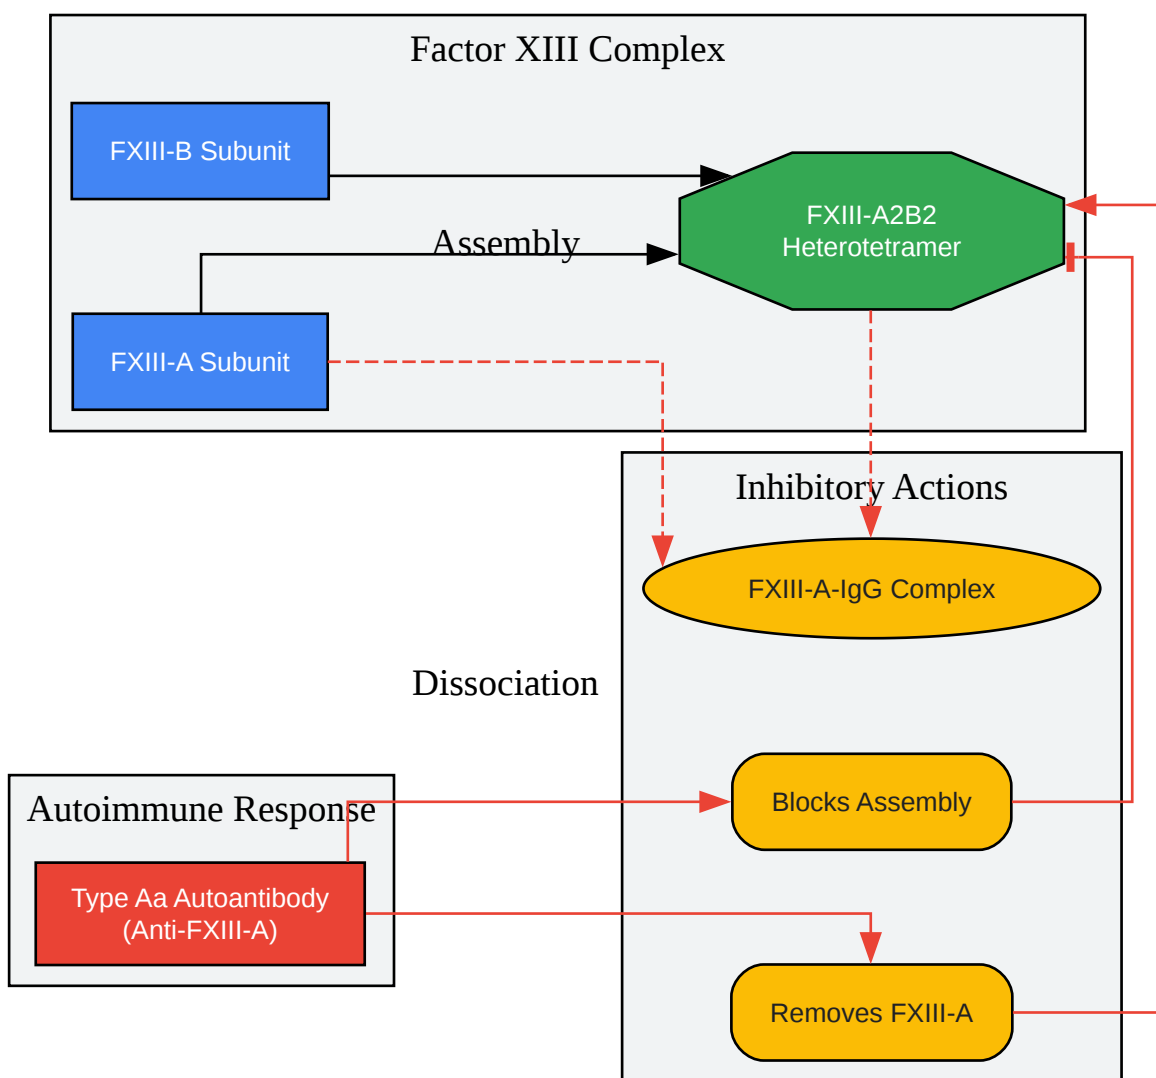 Factor XIII Complex
FXIII-B Subunit
FXIII-A2B2
Heterotetramer
Assembly
FXIII-A Subunit
Inhibitory Actions
FXIII-A-IgG Complex
Dissociation
Autoimmune Response
Blocks Assembly
Type Aa Autoantibody
(Anti-FXIII-A)
Removes FXIII-A